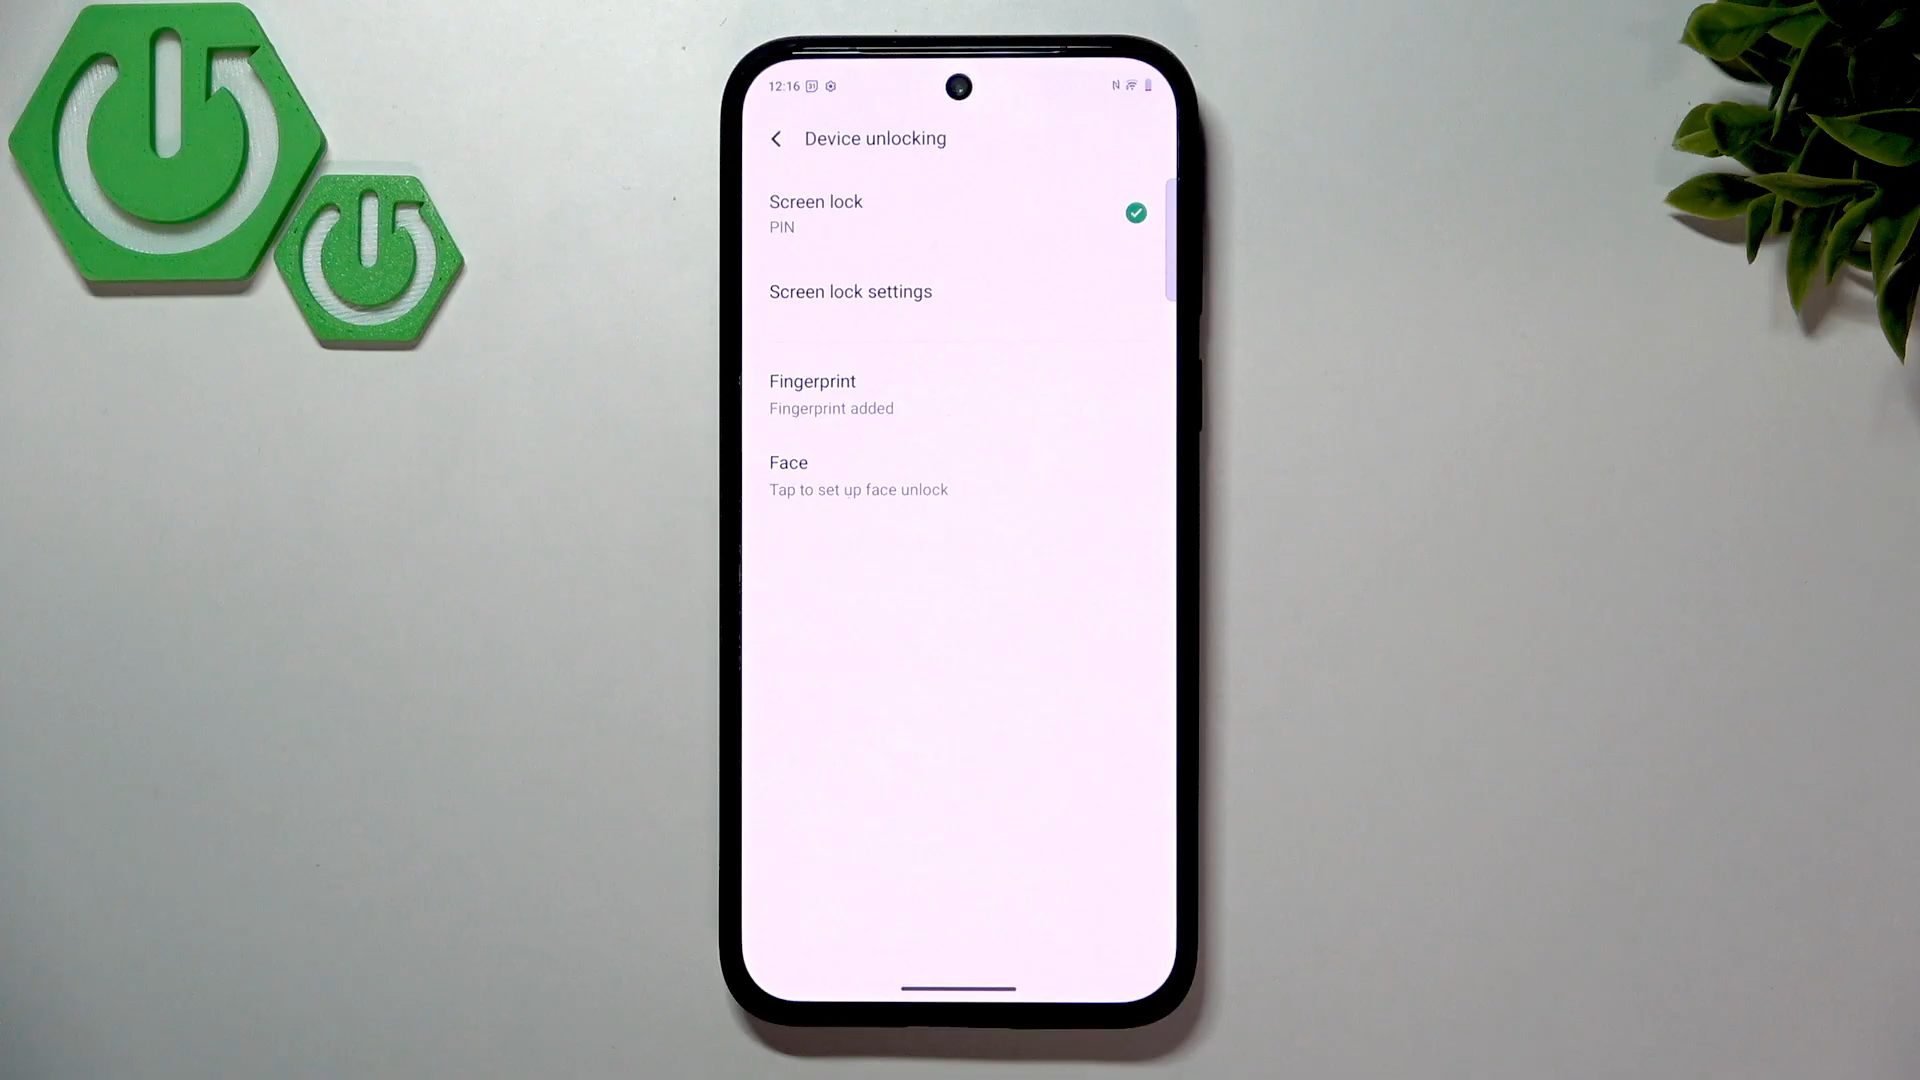 12:16 31
Device unlocking
Screen lock
PIN
Screen lock settings
Fingerprint
Fingerprint added
Face
Tap to set up face unlock